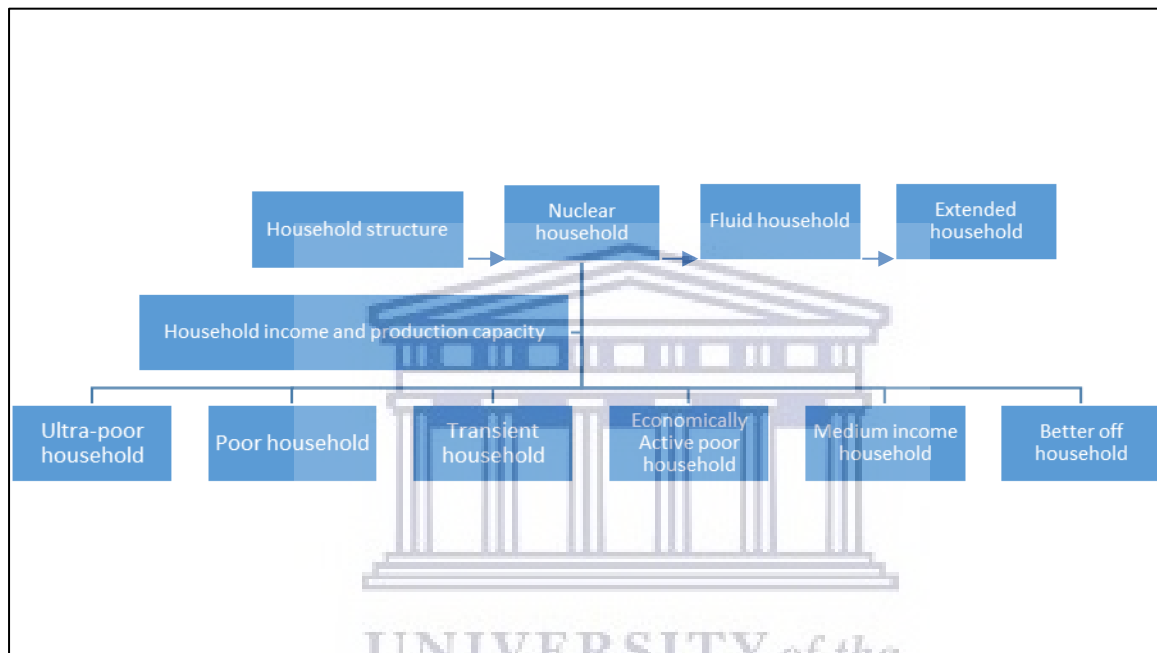 Household structure
Nuclear
household
Fluid household
Extended
household
Household income and production capacity
Ultra-poor
household
Poor household
Transient
household
Economically
Active poor
household
Medium income
household
Better off
household
UNIVERSITY of the